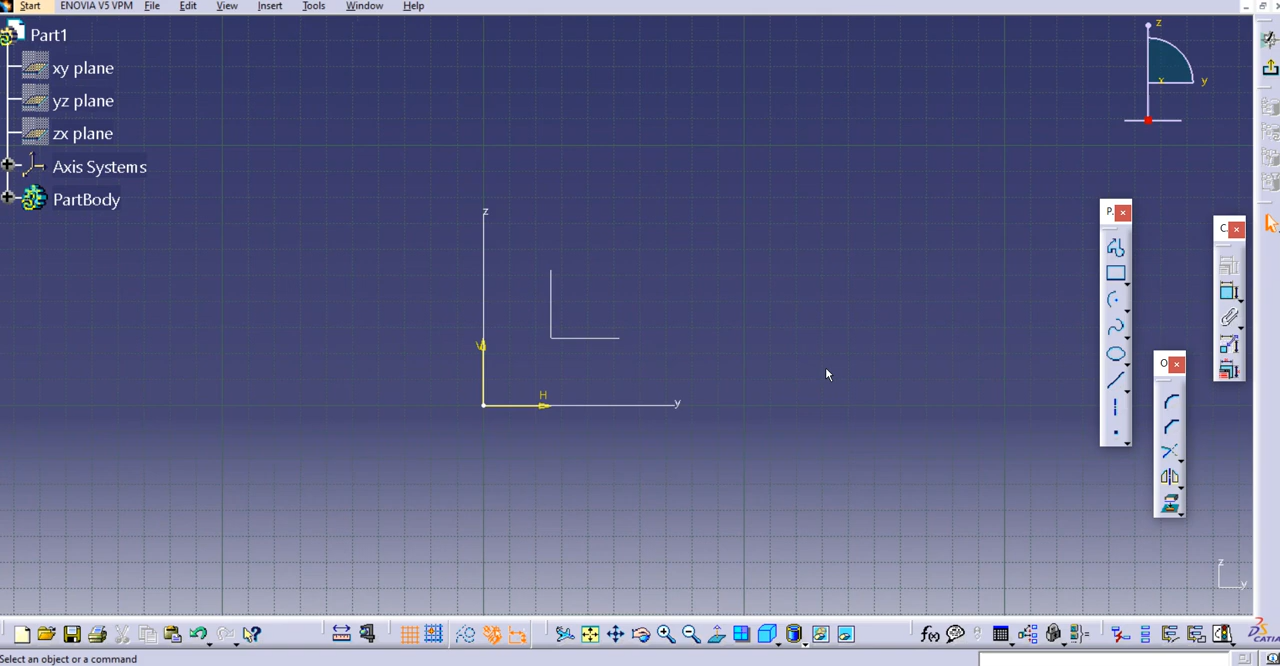 Start ENOVIA V5 VPM File Edit View Insert Tools Window Help
Part1
xy plane
yz plane
zx plane
Axis Systems
PartBody
z
x y
z
V
H
y
P.
C.
O
z
y
f(x)
CATIA
Select an object or a command